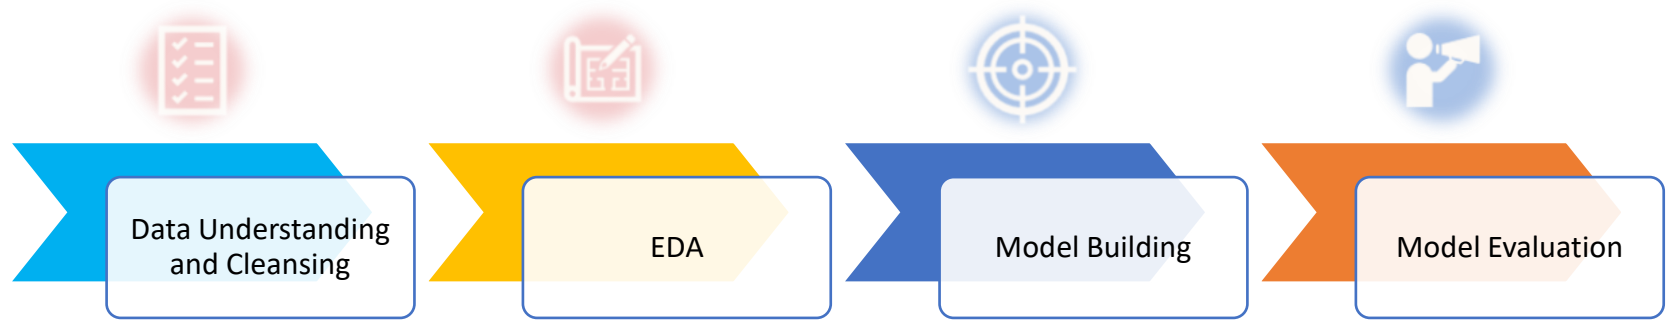 Data Understanding
and Cleansing
EDA
Model Building
Model Evaluation